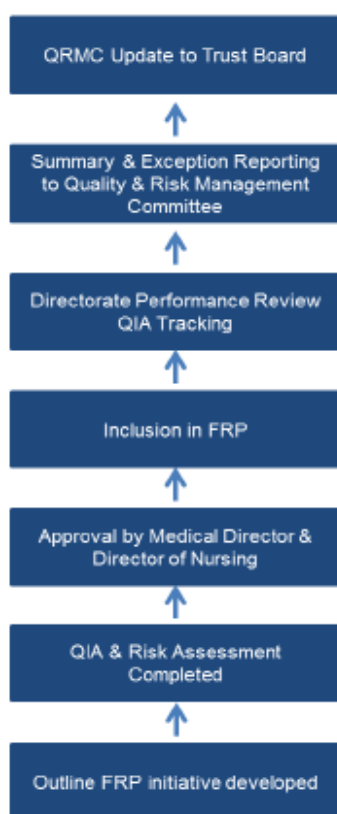 QRMC Update to Trust Board
Summary & Exception Reporting
to Quality & Risk Management
Committee
Directorate Performance Review
QIA Tracking
Inclusion in FRP
Approval by Medical Director &
Director of Nursing
QIA & Risk Assessment
Completed
Outline FRP initiative developed